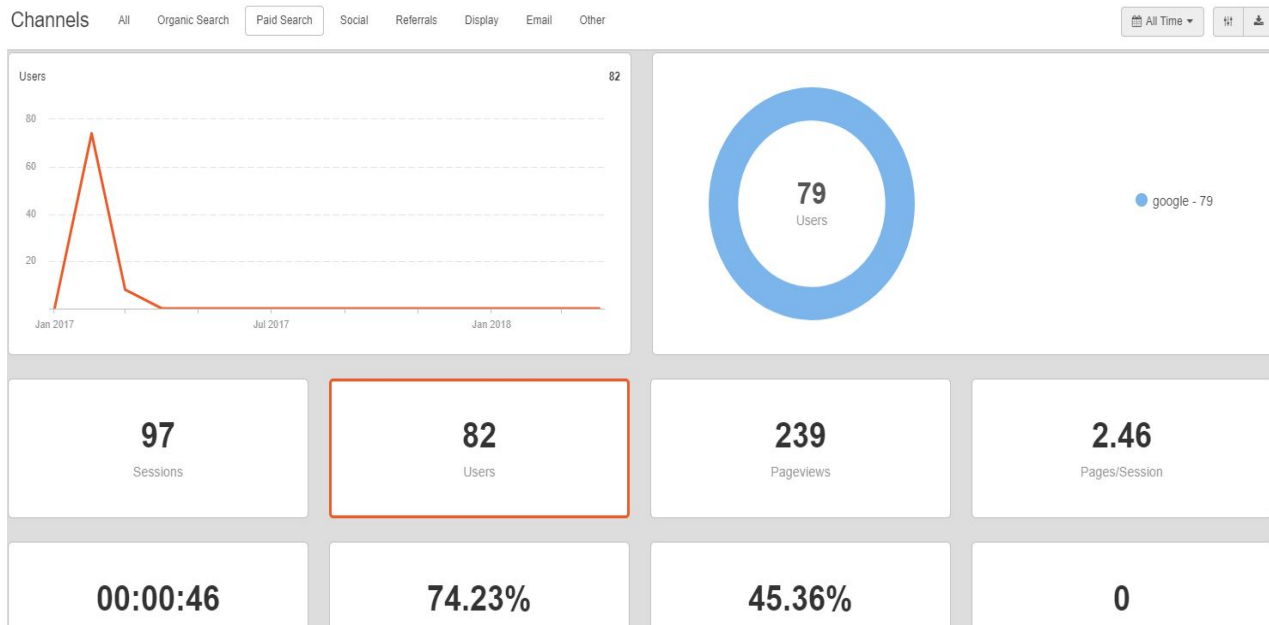 Channels All Organic Search Paid Search Social Referrals Display Email Other All Time
Users 82
80
60
40
20
Jan 2017 Jul 2017 Jan 2018
79
Users
google - 79
97
Sessions
82
Users
239
Pageviews
2.46
Pages/Session
00:00:46
74.23%
45.36%
0